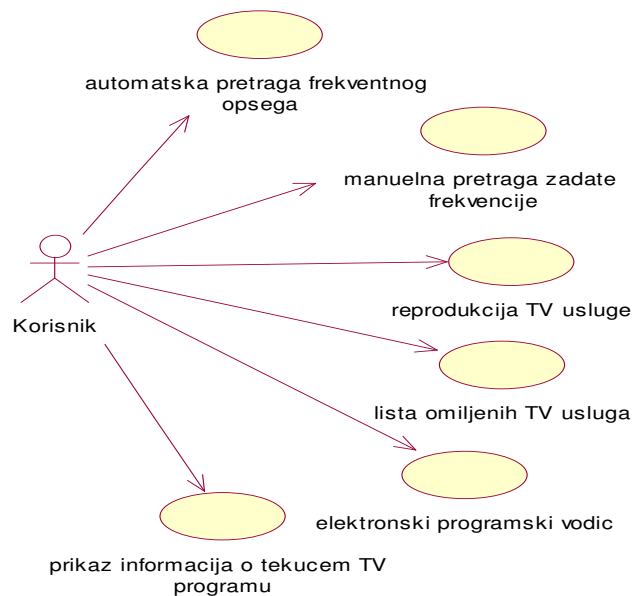 automatska pretraga frekventnog
opsega
manuelna pretraga zadate
frekvencije
reprodukcija TV usluge
Korisnik
lista omiljenih TV usluga
elektronski programski vodic
prikaz informacija o tekucem TV
programu